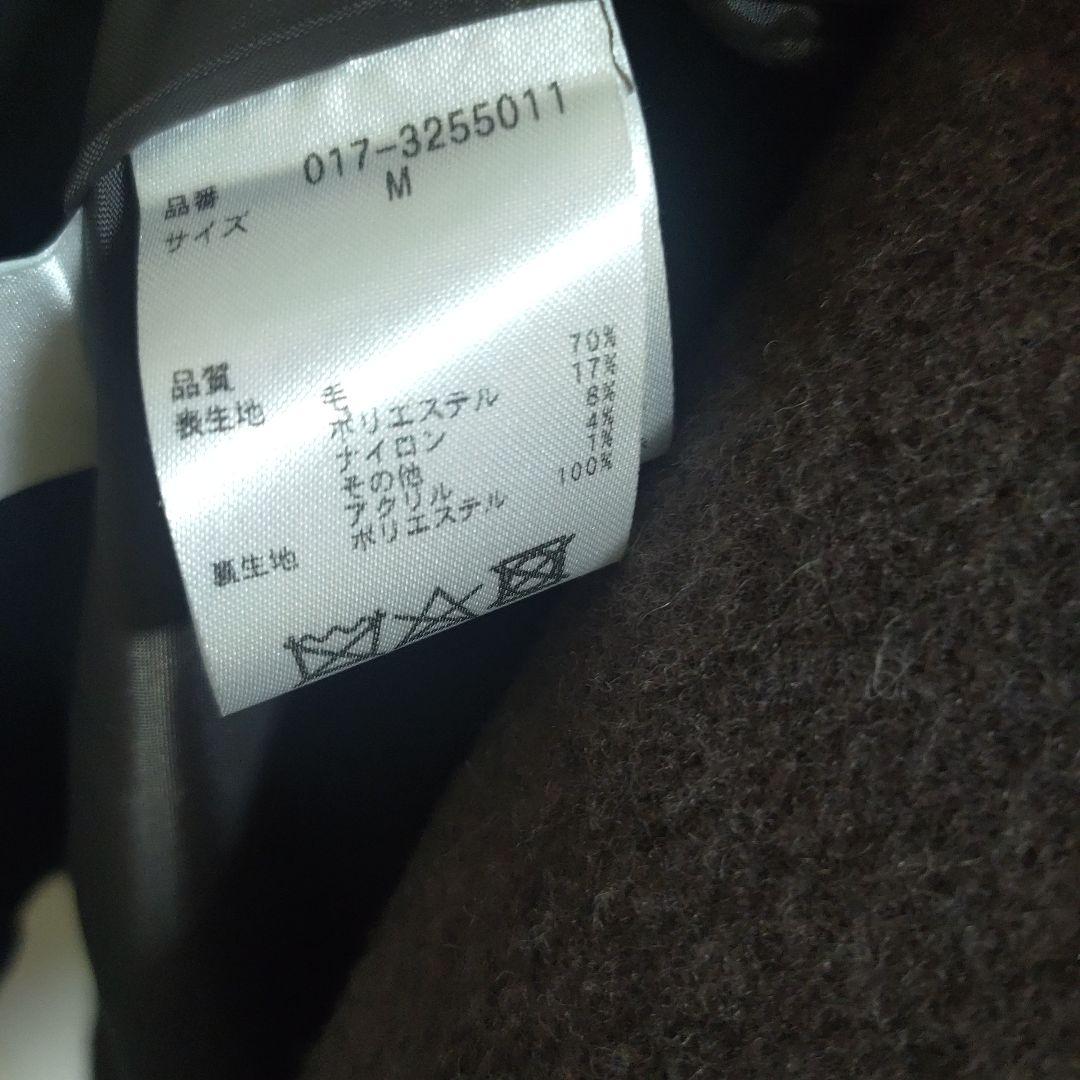 品番 017-3255011
サイズ M
品質
表生地 毛 70%
ポリエステル 17%
ナイロン 8%
その他 4%
アクリル 1%
裏生地 ポリエステル 100%